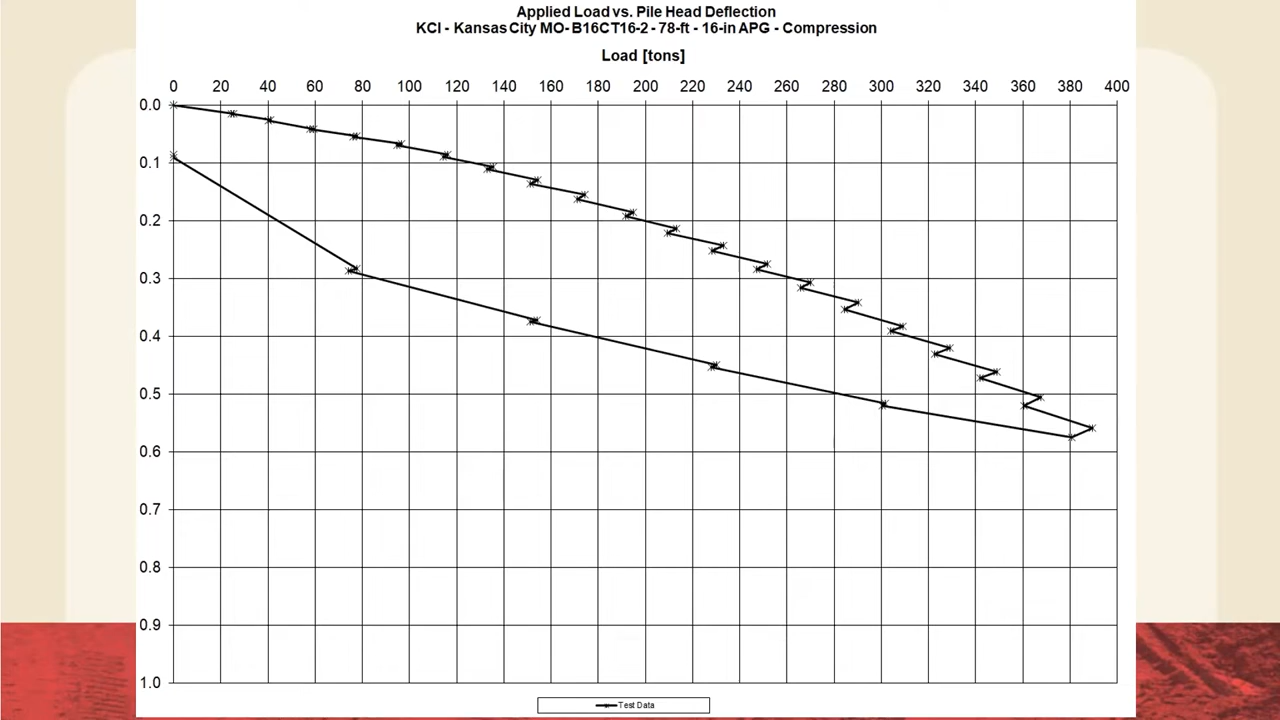 Applied Load vs. Pile Head Deflection
KCI - Kansas City MO - B16CT16-2 - 78-ft - 16-in APG - Compression
Load [tons]
0 20 40 60 80 100 120 140 160 180 200 220 240 260 280 300 320 340 360 380 400
0.0
0.1
0.2
0.3
0.4
0.5
0.6
0.7
0.8
0.9
1.0
Test Data